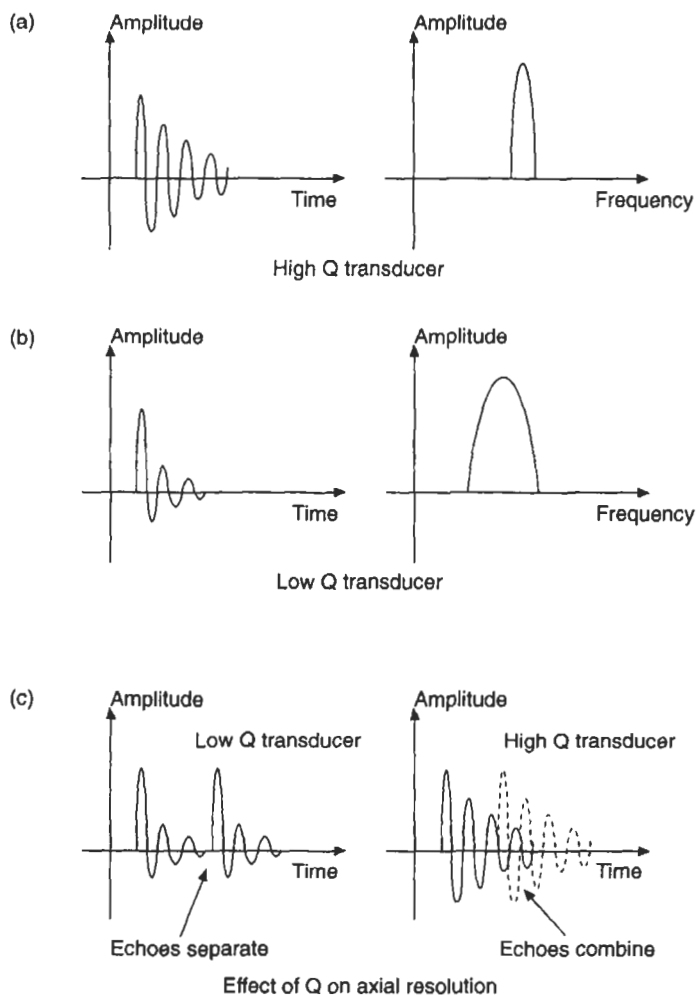 (a)
Amplitude
Amplitude
Time
Frequency
High Q transducer
(b)
Amplitude
Amplitude
Time
Frequency
Low Q transducer
(c)
Amplitude
Amplitude
Low Q transducer
High Q transducer
Time
Time
Echoes separate
Echoes combine
Effect of Q on axial resolution